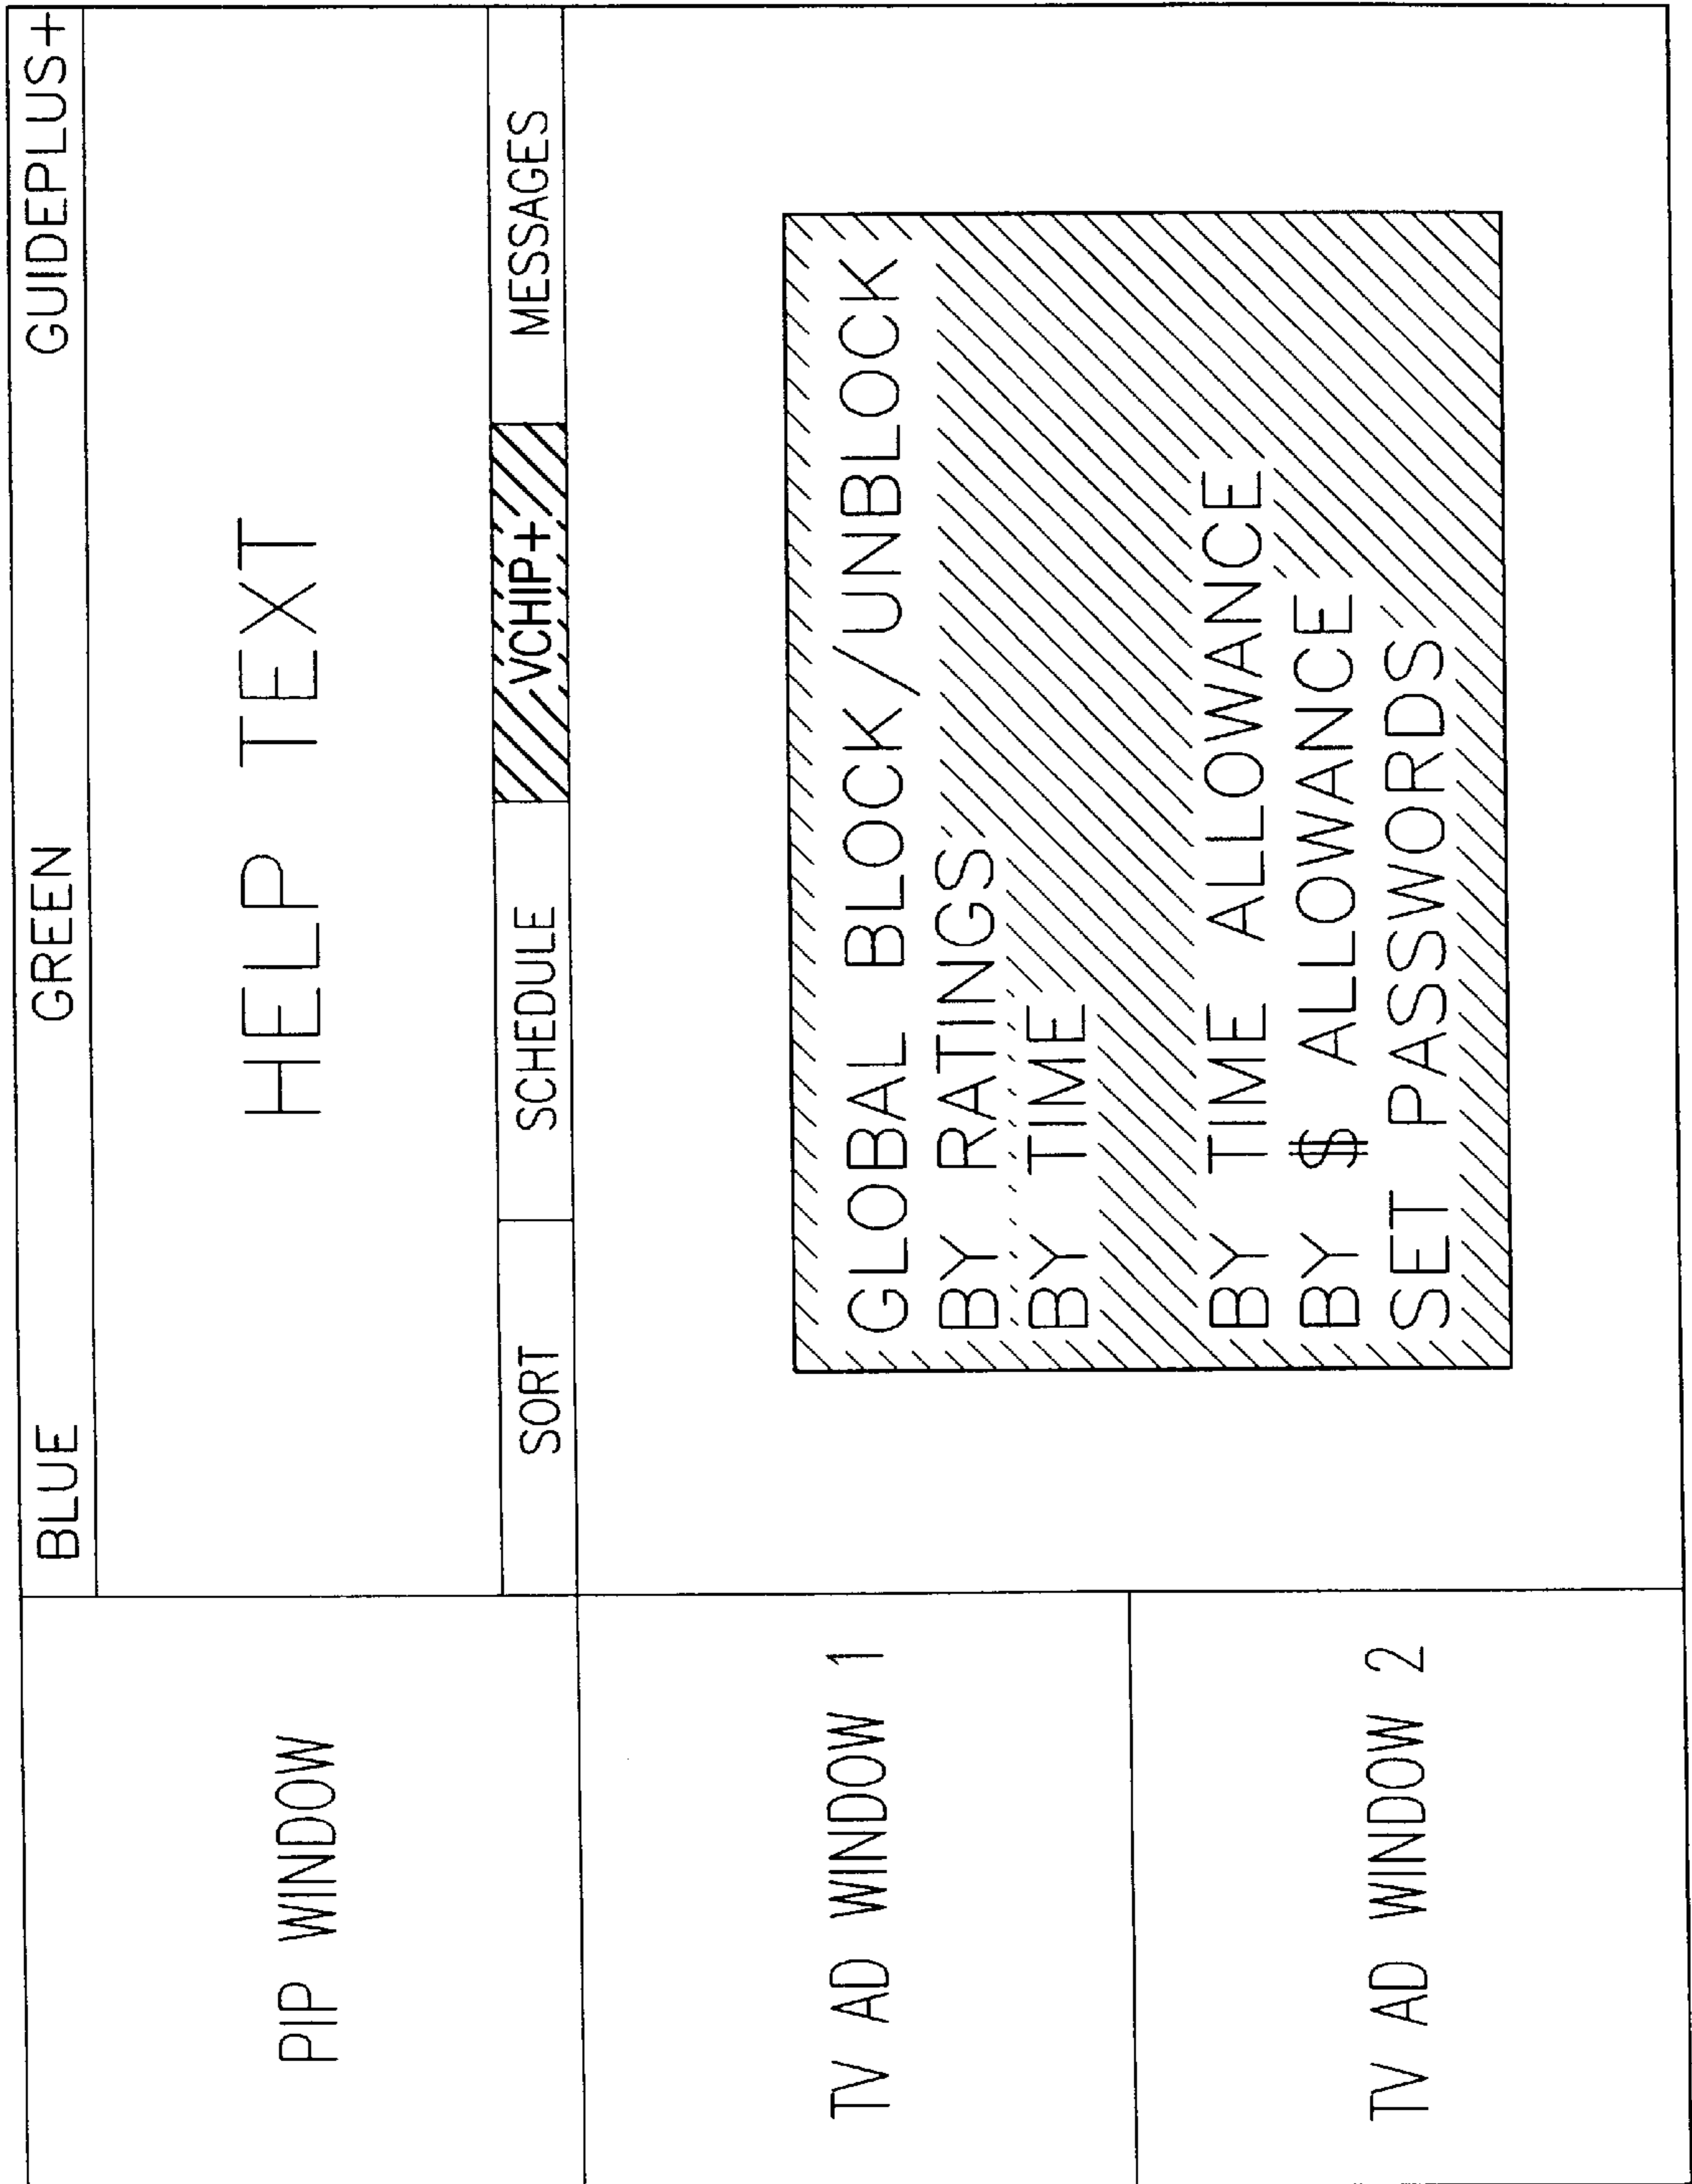 BLUE GREEN GUIDEPLUS+
PIP WINDOW
HELP TEXT
SORT SCHEDULE VCHIP+ MESSAGES
TV AD WINDOW 1
TV AD WINDOW 2
GLOBAL BLOCK/UNBLOCK
BY RATINGS
BY TIME
BY TIME ALLOWANCE
BY $ ALLOWANCE
SET PASSWORDS